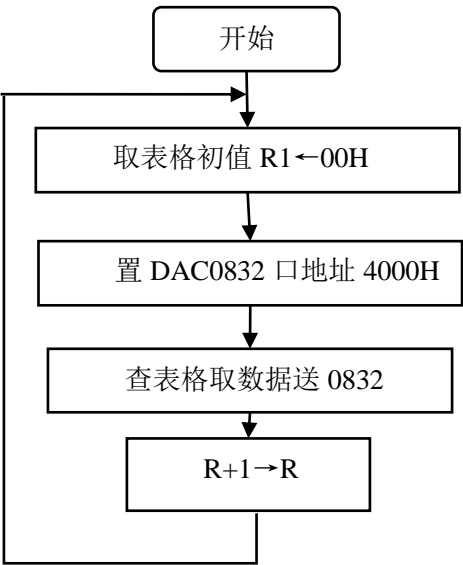 开始
取表格初值 R1←00H
置 DAC0832 口地址 4000H
查表格取数据送 0832
R+1→R